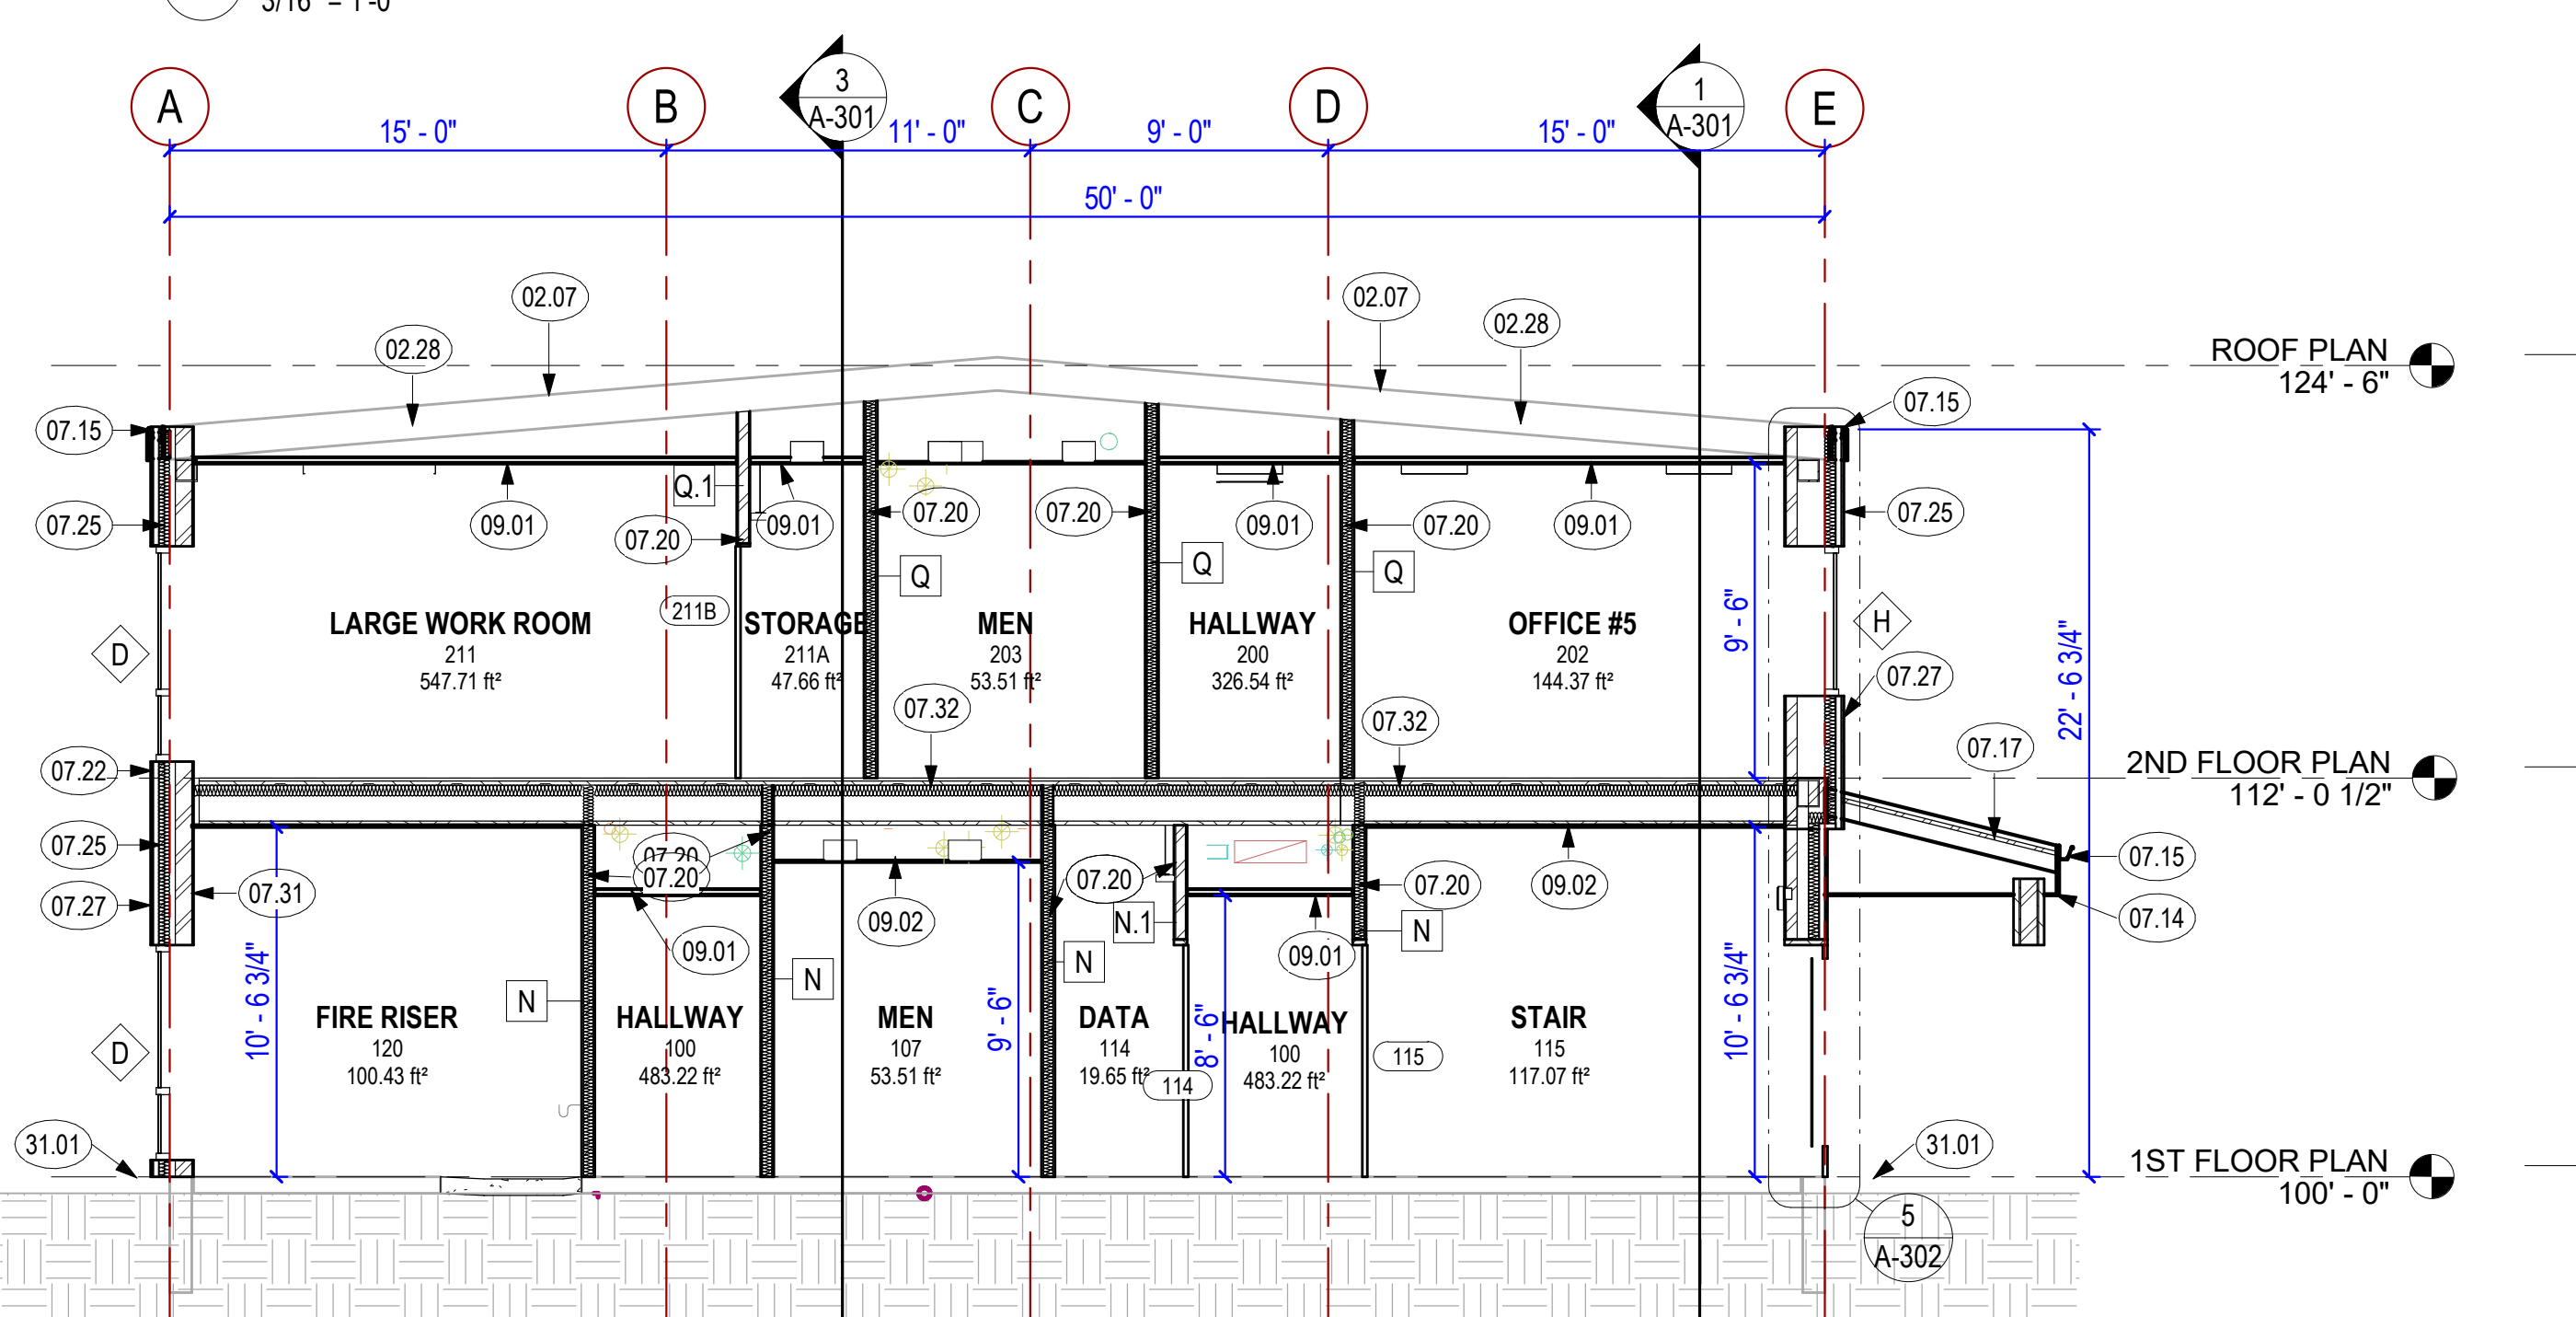 3/16" = 1'-0"
A
B
3
A-301
C
D
1
A-301
E
15' - 0"
11' - 0"
9' - 0"
15' - 0"
50' - 0"
02.07
02.07
02.28
02.28
ROOF PLAN
124' - 6"
07.15
07.15
07.25
09.01
Q.1
07.20
09.01
07.20
07.20
09.01
07.20
09.01
07.25
Q
Q
Q
9' - 6"
D
211B
H
LARGE WORK ROOM
211
547.71 ft²
STORAGE
211A
47.66 ft²
MEN
203
53.51 ft²
HALLWAY
200
326.54 ft²
OFFICE #5
202
144.37 ft²
22' - 6 3/4"
07.27
07.32
07.32
07.17
07.22
2ND FLOOR PLAN
112' - 0 1/2"
07.25
07.20
07.20
07.20
07.20
09.02
07.15
07.27
07.31
09.02
N.1
N
07.14
09.01
09.01
N
N
N
10' - 6 3/4"
9' - 6"
8' - 6"
10' - 6 3/4"
D
FIRE RISER
120
100.43 ft²
HALLWAY
100
483.22 ft²
MEN
107
53.51 ft²
DATA
114
19.65 ft²
114
HALLWAY
100
483.22 ft²
115
STAIR
115
117.07 ft²
31.01
31.01
1ST FLOOR PLAN
100' - 0"
5
A-302